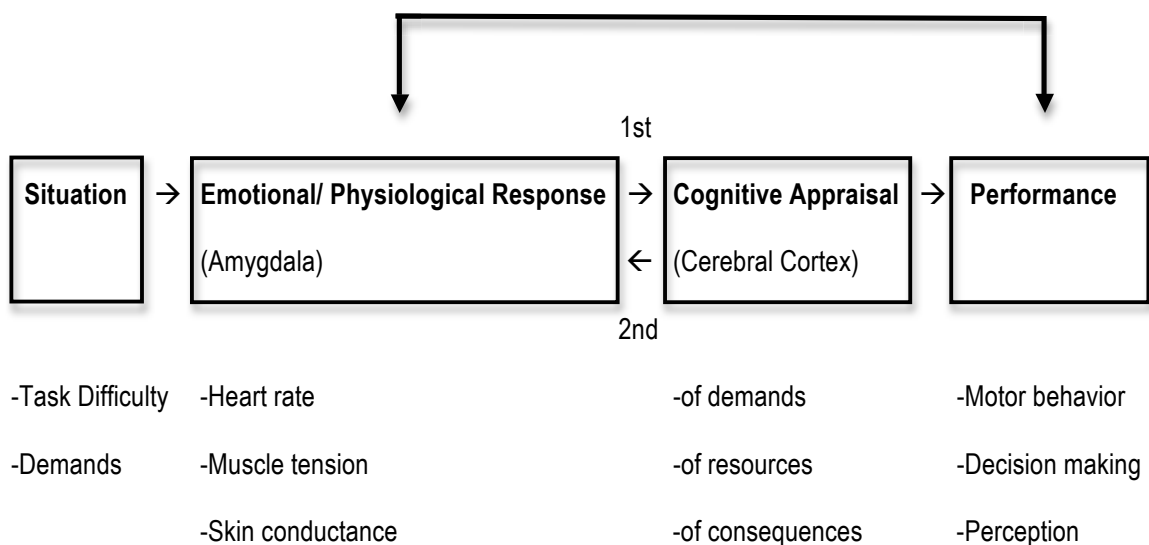 1st
Situation → Emotional/ Physiological Response → Cognitive Appraisal → Performance
(Amygdala) ← (Cerebral Cortex)
2nd
-Task Difficulty -Heart rate -of demands -Motor behavior
-Demands -Muscle tension -of resources -Decision making
-Skin conductance -of consequences -Perception